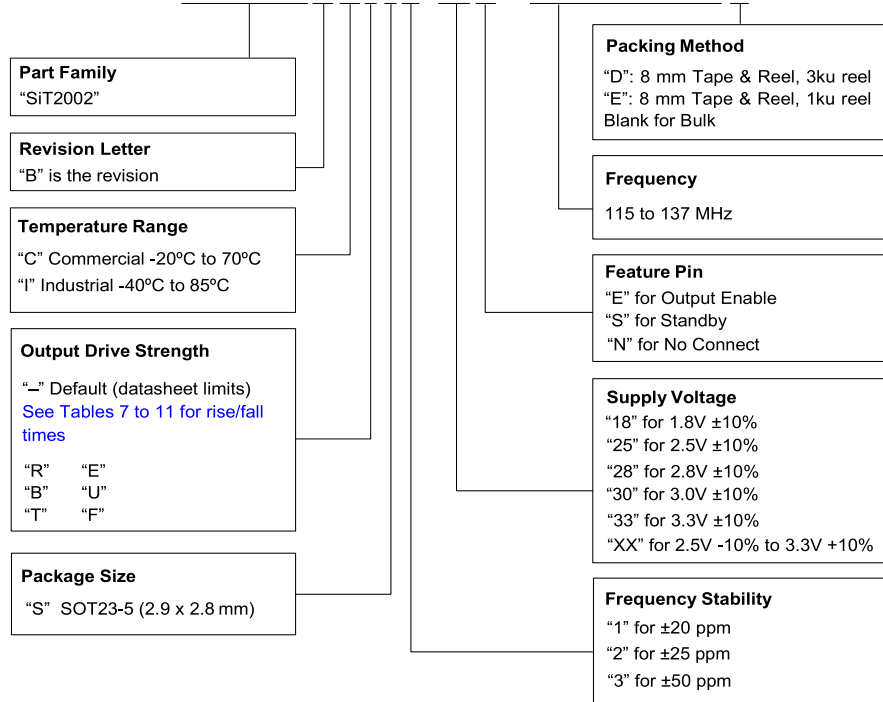 Part Family
“SiT2002”
Revision Letter
“B” is the revision
Temperature Range
“C” Commercial -20ºC to 70ºC
“I” Industrial -40ºC to 85ºC
Output Drive Strength
“–” Default (datasheet limits)
See Tables 7 to 11 for rise/fall
times
“R” “E”
“B” “U”
“T” “F”
Package Size
“S” SOT23-5 (2.9 x 2.8 mm)
Packing Method
“D”: 8 mm Tape & Reel, 3ku reel
“E”: 8 mm Tape & Reel, 1ku reel
Blank for Bulk
Frequency
115 to 137 MHz
Feature Pin
“E” for Output Enable
“S” for Standby
“N” for No Connect
Supply Voltage
“18” for 1.8V ±10%
“25” for 2.5V ±10%
“28” for 2.8V ±10%
“30” for 3.0V ±10%
“33” for 3.3V ±10%
“XX” for 2.5V -10% to 3.3V +10%
Frequency Stability
“1” for ±20 ppm
“2” for ±25 ppm
“3” for ±50 ppm